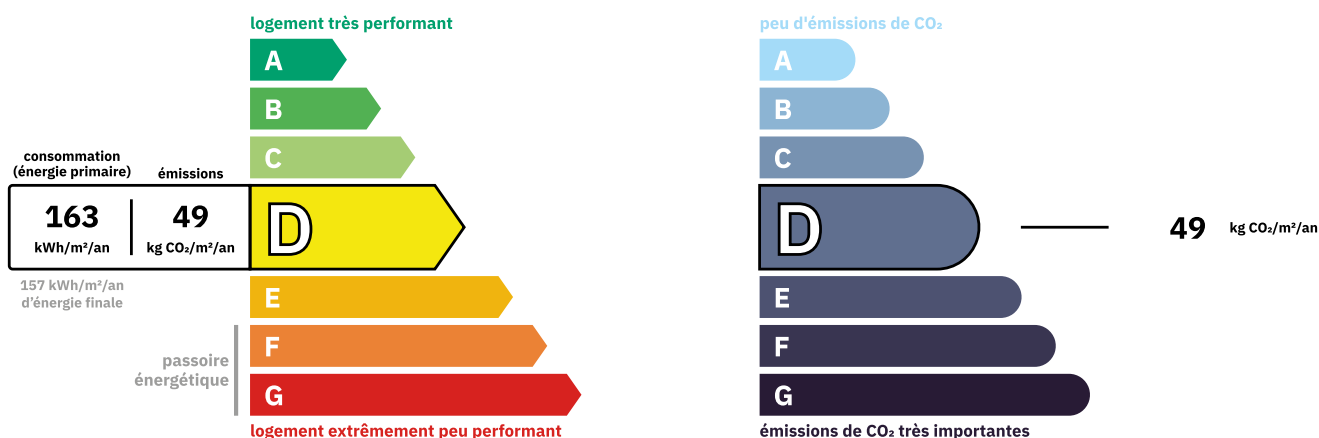 logement très performant
A
B
C
consommation
(énergie primaire)
émissions
163
kWh/m²/an
49
kg CO₂/m²/an
D
157 kWh/m²/an
d'énergie finale
E
F
passoire
énergétique
G
logement extrêmement peu performant
peu d'émissions de CO₂
A
B
C
D
49 kg CO₂/m²/an
E
F
G
émissions de CO₂ très importantes